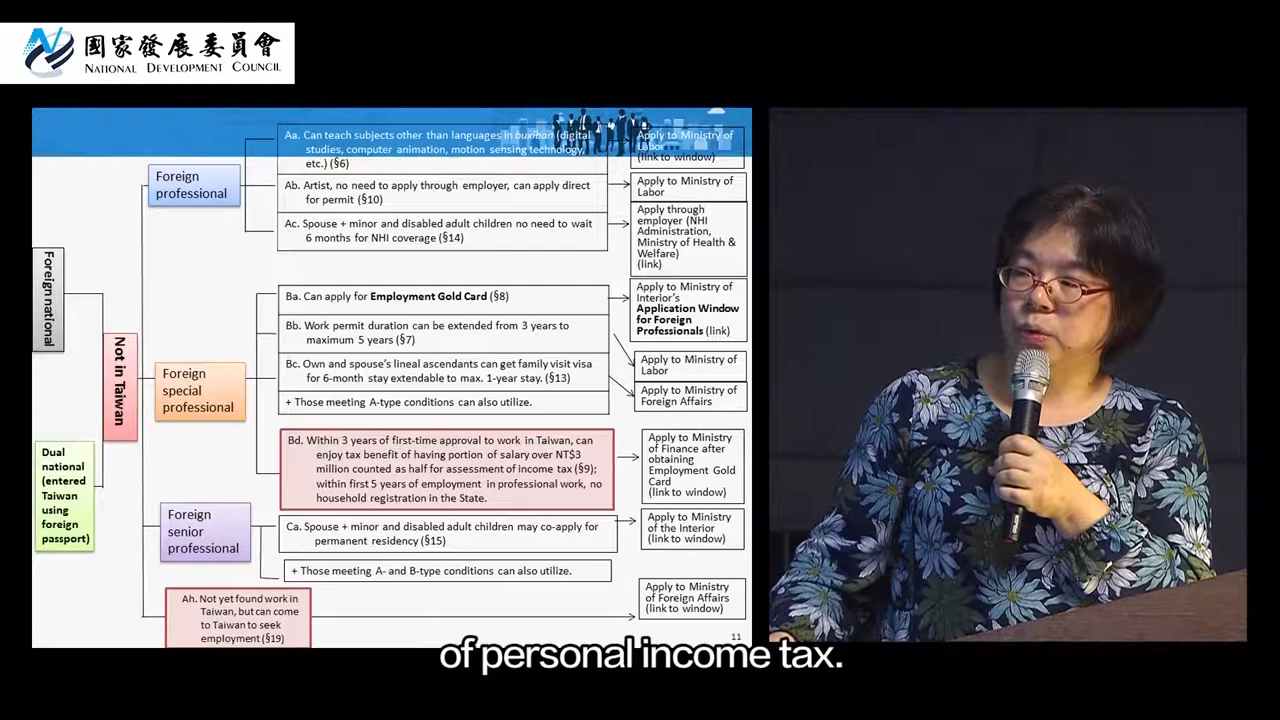 國家發展委員會
NATIONAL DEVELOPMENT COUNCIL
Foreign national
Dual
national
(entered
Taiwan
using
foreign
passport)
Not in Taiwan
Foreign
professional
Aa. Can teach subjects other than languages in buxiban (digital
studies, computer animation, motion sensing technology,
etc.) (§6)
Apply to Ministry of
Labor
(link to window)
Ab. Artist, no need to apply through employer, can apply direct
for permit (§10)
Apply to Ministry of
Labor
Ac. Spouse + minor and disabled adult children no need to wait
6 months for NHI coverage (§14)
Apply through
employer (NHI
Administration,
Ministry of Health &
Welfare)
(link)
Foreign
special
professional
Ba. Can apply for Employment Gold Card (§8)
Apply to Ministry of
Interior's
Application Window
for Foreign
Professionals (link)
Bb. Work permit duration can be extended from 3 years to
maximum 5 years (§7)
Apply to Ministry of
Labor
Bc. Own and spouse's lineal ascendants can get family visit visa
for 6-month stay extendable to max. 1-year stay. (§13)
Apply to Ministry of
Foreign Affairs
+ Those meeting A-type conditions can also utilize.
Bd. Within 3 years of first-time approval to work in Taiwan, can
enjoy tax benefit of having portion of salary over NT$3
million counted as half for assessment of income tax (§9);
within first 5 years of employment in professional work, no
household registration in the State.
Apply to Ministry
of Finance after
obtaining
Employment Gold
Card
(link to window)
Foreign
senior
professional
Ca. Spouse + minor and disabled adult children may co-apply for
permanent residency (§15)
Apply to Ministry
of the Interior
(link to window)
+ Those meeting A- and B-type conditions can also utilize.
Ah. Not yet found work in
Taiwan, but can come
to Taiwan to seek
employment (§19)
Apply to Ministry
of Foreign Affairs
(link to window)
11
of personal income tax.